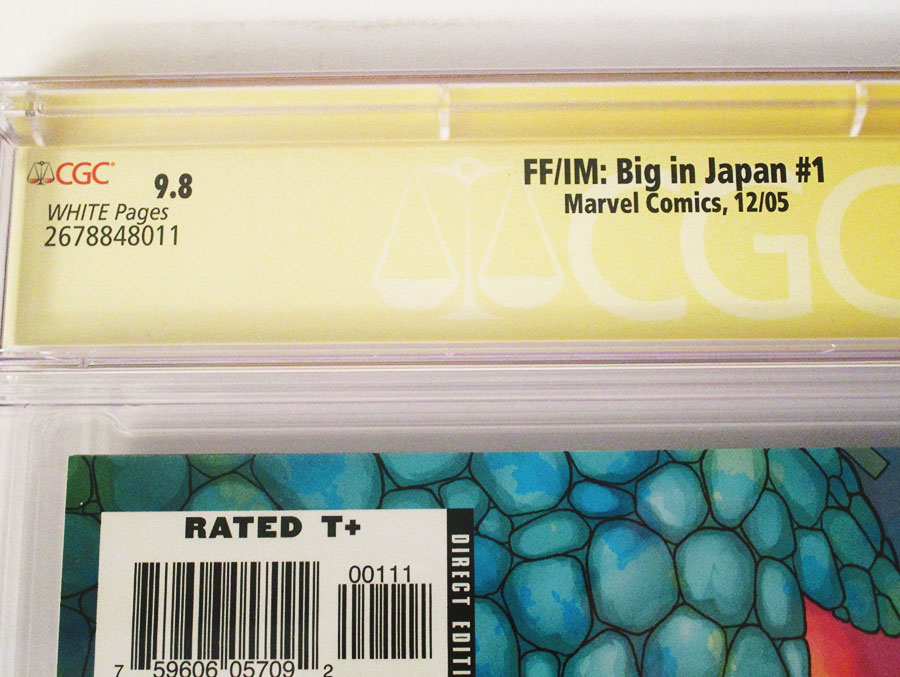 CGC
9.8
WHITE Pages
2678848011
FF/IM: Big in Japan #1
Marvel Comics, 12/05
CGC
RATED T+
00111
7 59606 05709 2
DIRECT EDITI